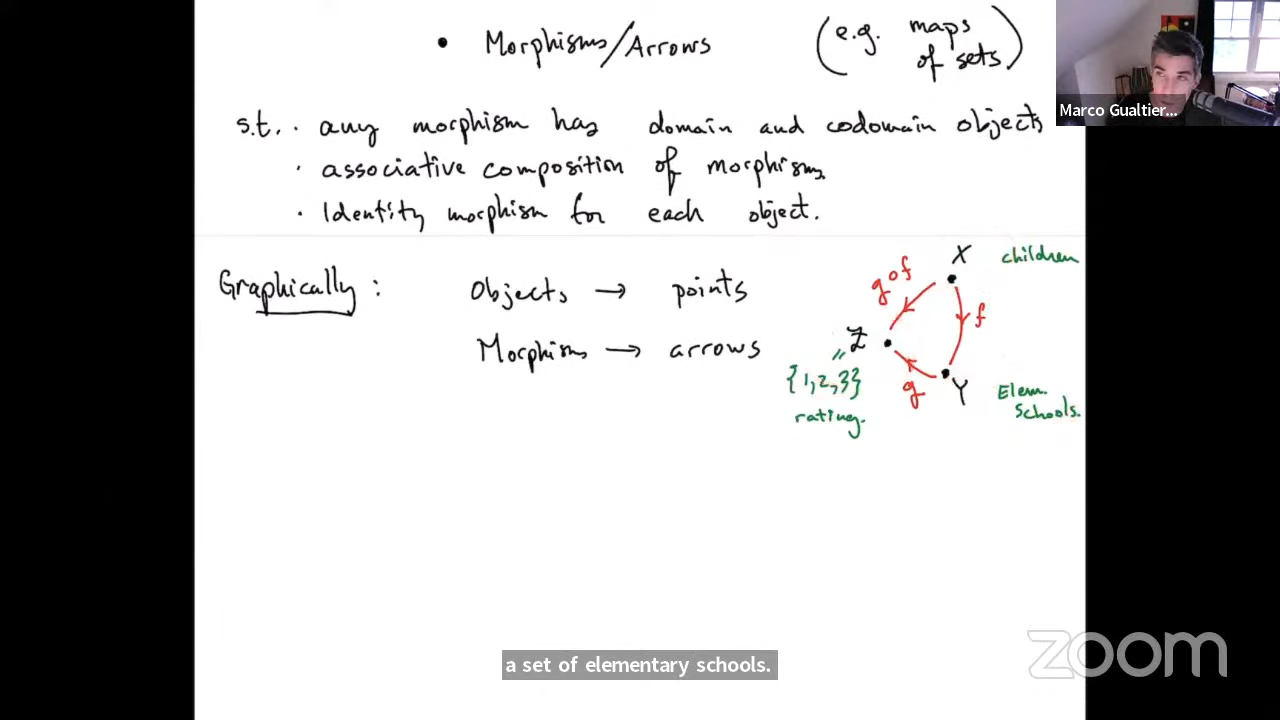 • Morphisms/Arrows (e.g. maps of sets)
s.t. · any morphism has domain and codomain objects
· associative composition of morphisms.
· Identity morphism for each object.
Graphically: Objects → points
Morphisms → arrows
X children
g∘f
f
Z
"
{1,2,3}
rating.
g
Y
Elem.
Schools.
Marco Gualtier...
a set of elementary schools.
zoom